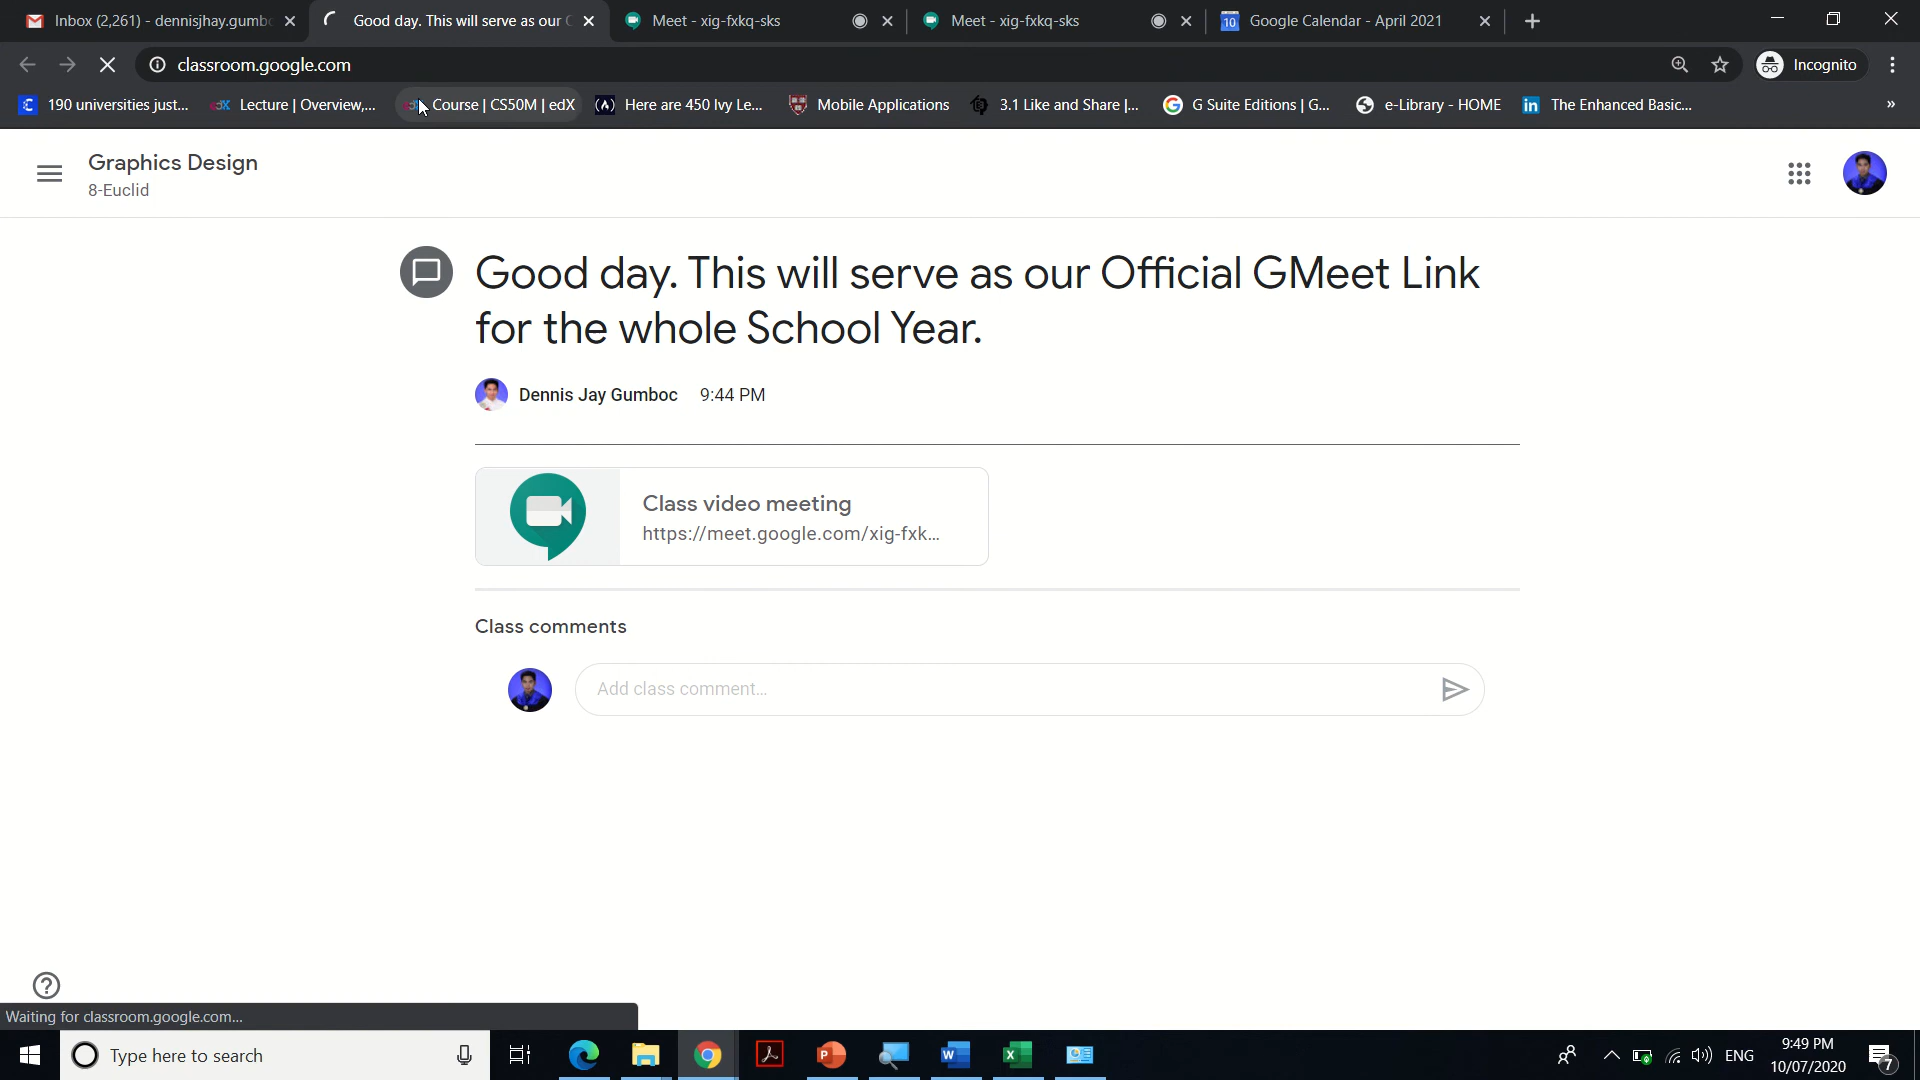 Inbox (2,261) - dennisjhay.gumbo
Good day. This will serve as our
Meet - xig-fxkq-sks
Meet - xig-fxkq-sks
10
Google Calendar - April 2021
classroom.google.com
Incognito
190 universities just...
Lecture | Overview,...
Course | CS50M | edX
Here are 450 Ivy Le...
Mobile Applications
3.1 Like and Share |...
G Suite Editions | G...
e-Library - HOME
The Enhanced Basic...
»
Graphics Design
8-Euclid
Good day. This will serve as our Official GMeet Link
for the whole School Year.
Dennis Jay Gumboc 9:44 PM
Class video meeting
https://meet.google.com/xig-fxk...
Class comments
Add class comment...
Waiting for classroom.google.com...
Type here to search
ENG
9:49 PM
10/07/2020
7